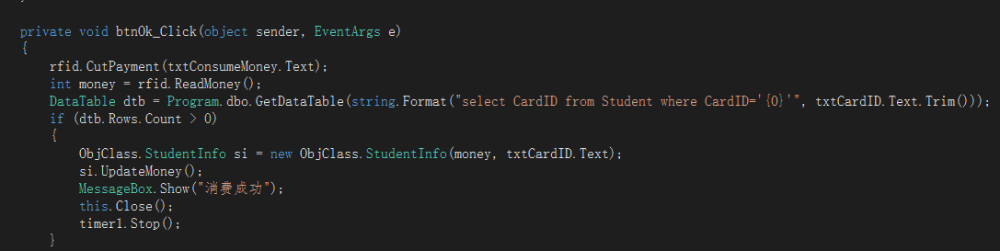 private void btnOk_Click(object sender, EventArgs e)
{
rfid.CutPayment(txtConsumeMoney.Text);
int money = rfid.ReadMoney();
DataTable dtb = Program.dbo.GetDataTable(string.Format("select CardID from Student where CardID='{0}'", txtCardID.Text.Trim()));
if (dtb.Rows.Count > 0)
{
ObjClass.StudentInfo si = new ObjClass.StudentInfo(money, txtCardID.Text);
si.UpdateMoney();
MessageBox.Show("消费成功");
this.Close();
timer1.Stop();
}